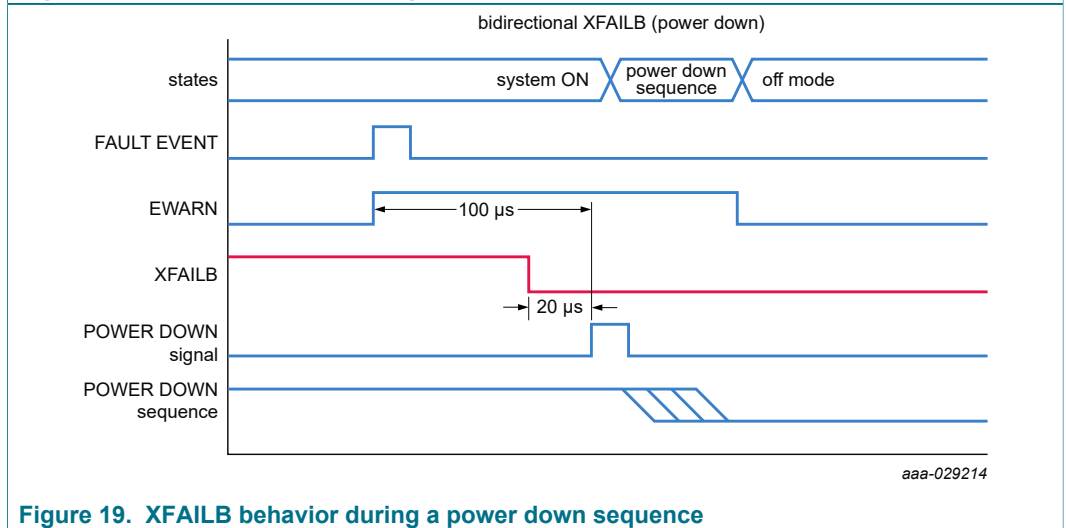 bidirectional XFAILB (power down)
states
system ON
power down
sequence
off mode
FAULT EVENT
EWARN
100 µs
XFAILB
20 µs
POWER DOWN
signal
POWER DOWN
sequence
aaa-029214
Figure 19. XFAILB behavior during a power down sequence